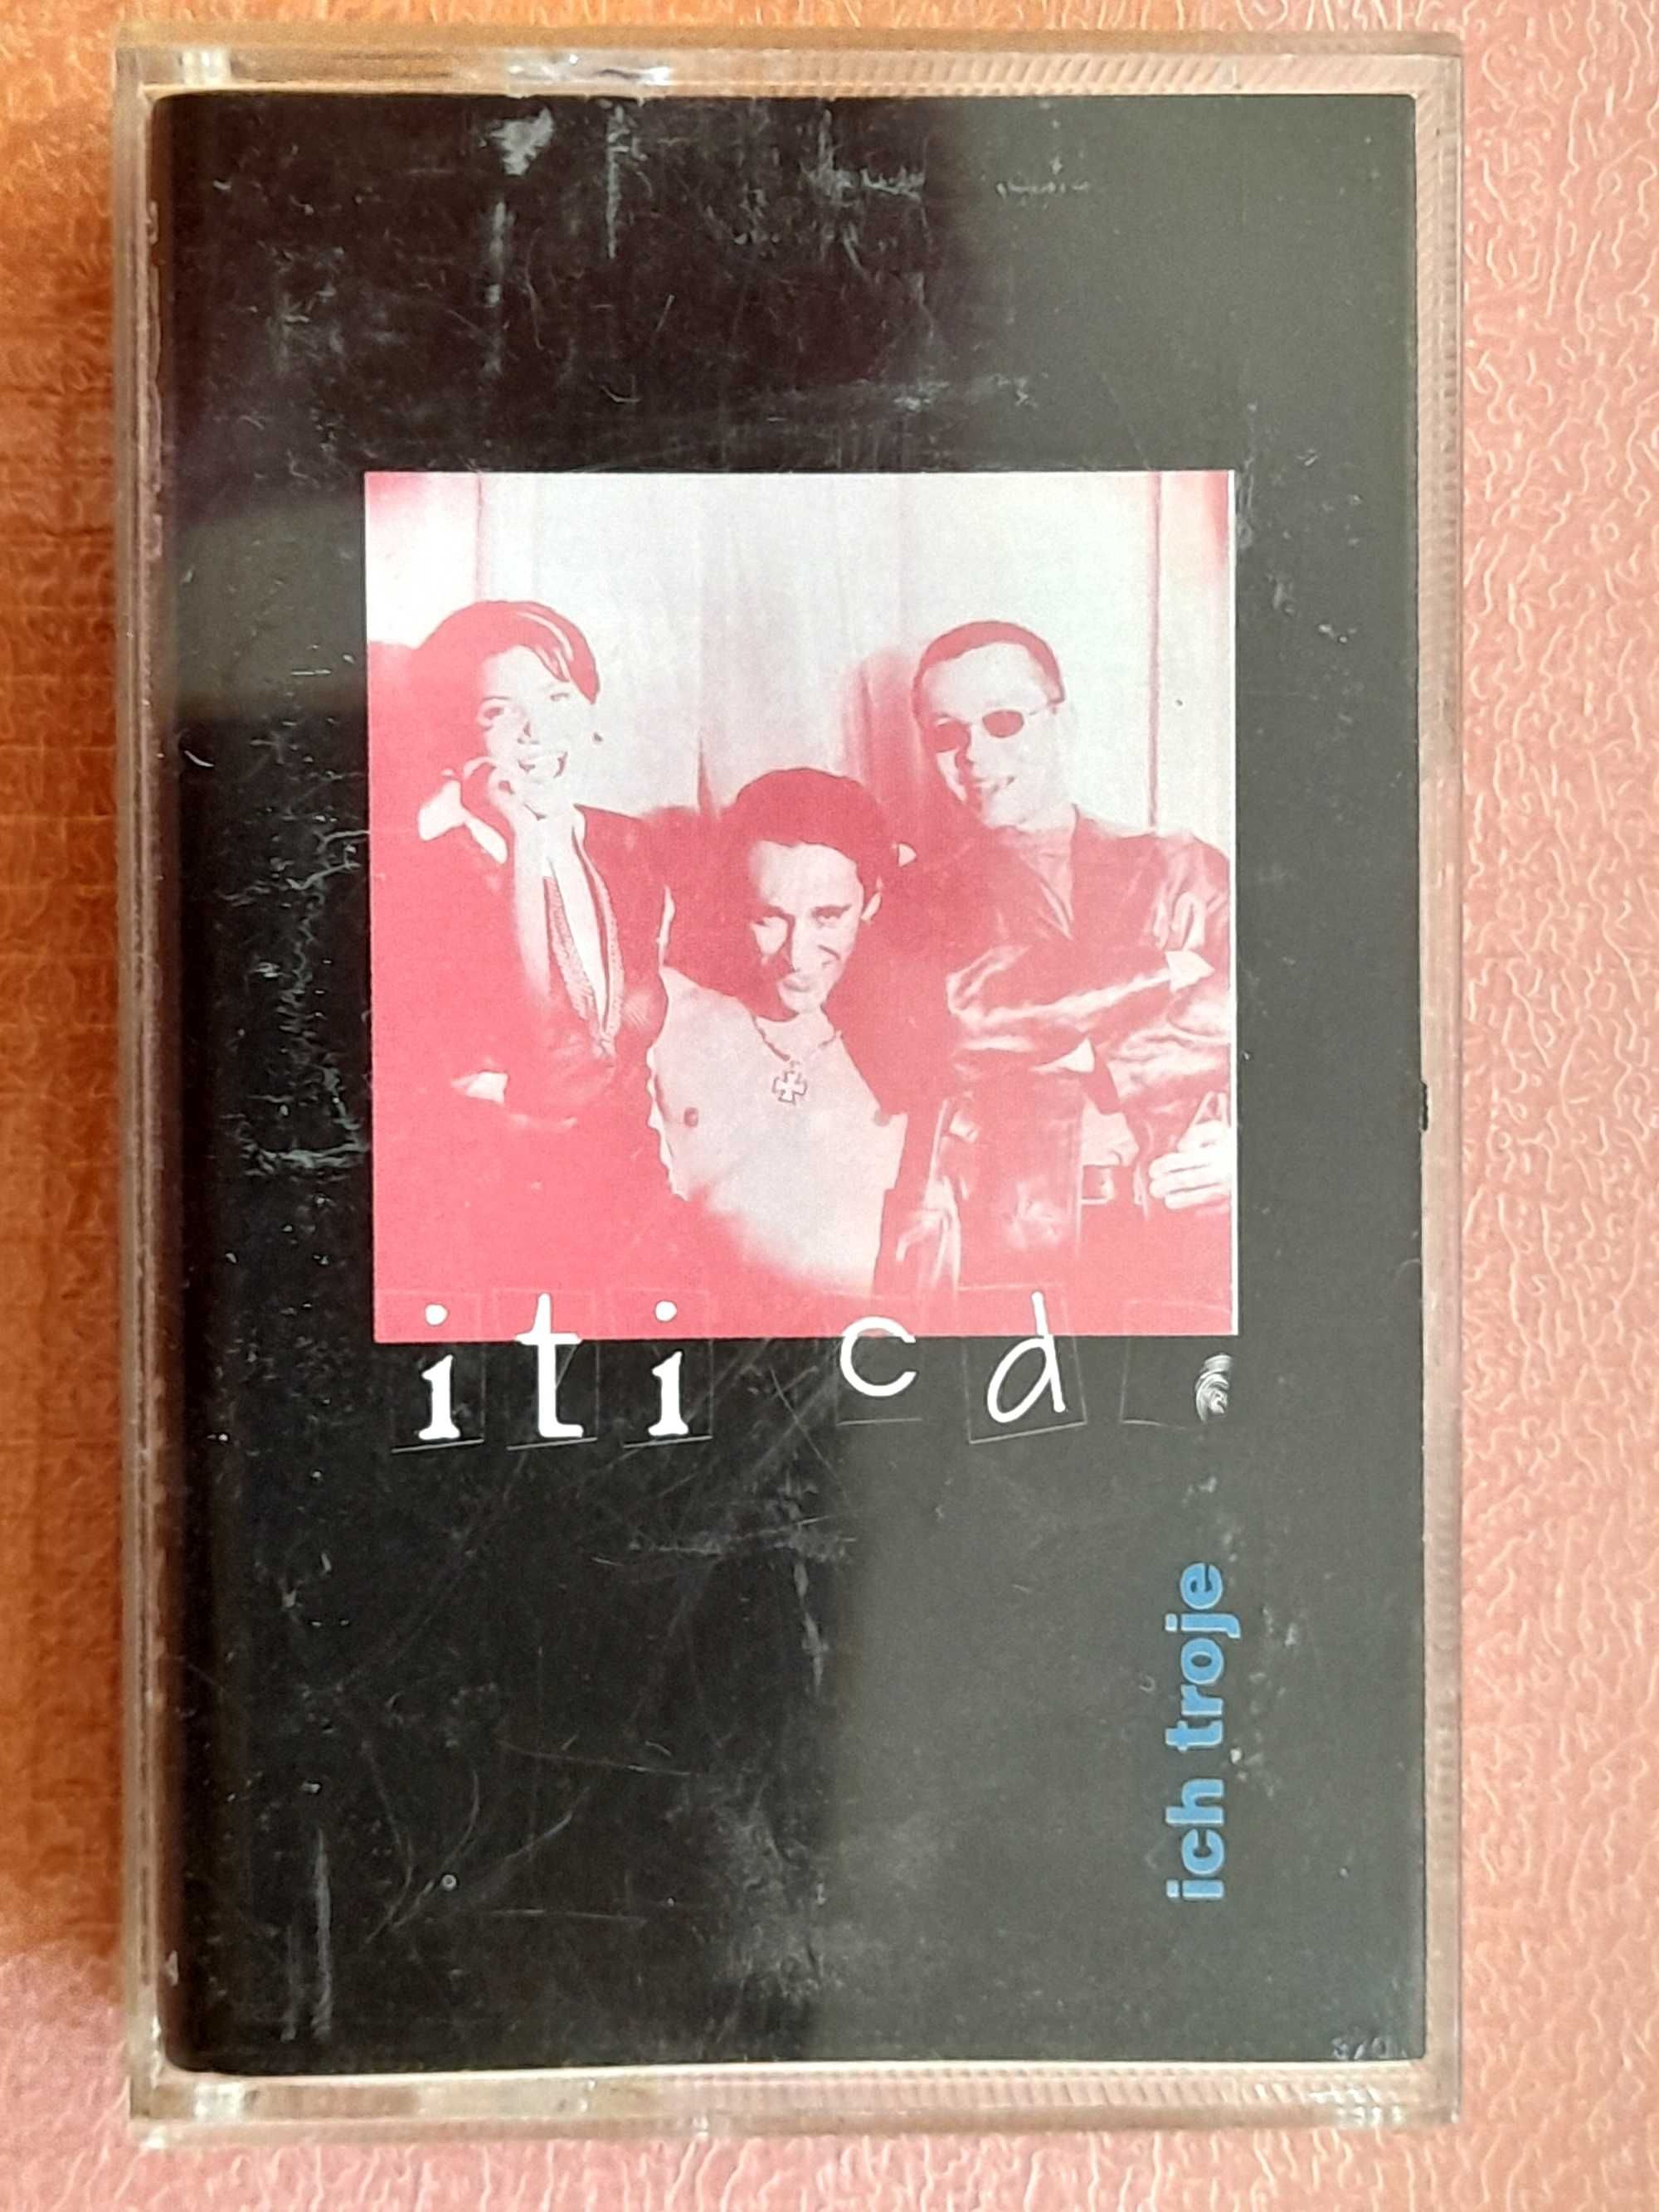 iti cd.
ich troje